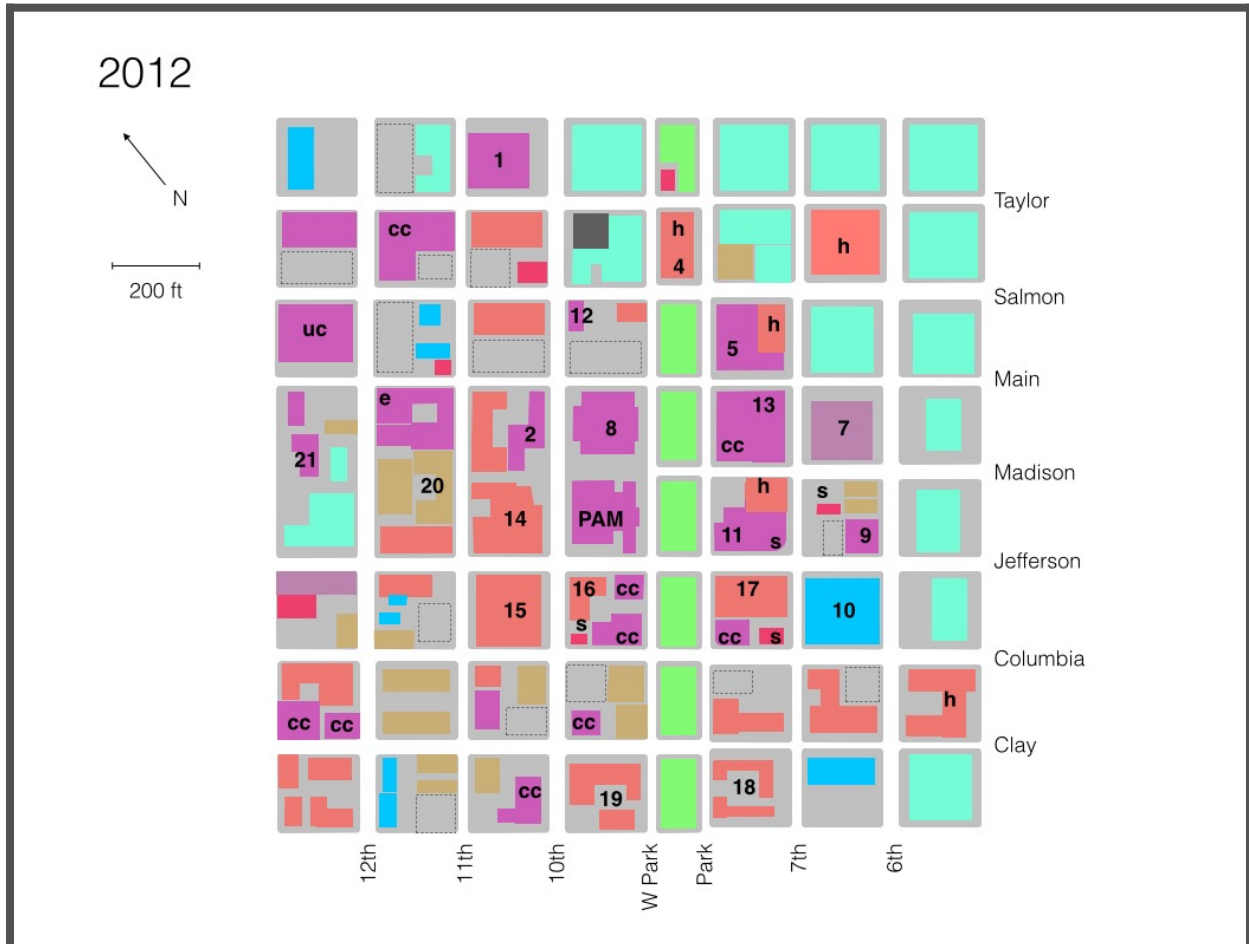 2012
N
200 ft
1
Taylor
cc
h
4
h
Salmon
uc
12
5
h
Main
e
2
8
13
cc
7
Madison
21
20
14
PAM
h
11
s
s
9
Jefferson
15
16
cc
s
cc
17
cc
s
10
Columbia
cc
cc
cc
h
Clay
cc
19
18
12th
11th
10th
W Park
Park
7th
6th